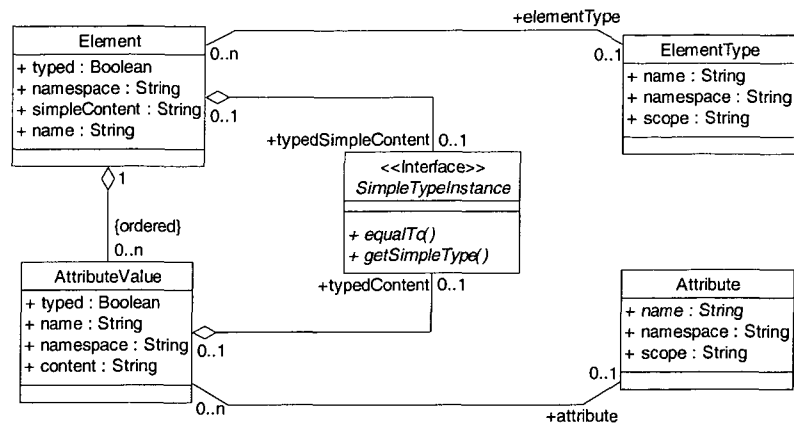 +elementType
Element
+ typed : Boolean
+ namespace : String
+ simpleContent : String
+ name : String
0..n
0..1
ElementType
+ name : String
+ namespace : String
+ scope : String
0..1
+typedSimpleContent 0..1
<<Interface>>
SimpleTypeInstance
+ equalTo()
+ getSimpleType()
1
{ordered}
0..n
AttributeValue
+ typed : Boolean
+ name : String
+ namespace : String
+ content : String
+typedContent 0..1
0..1
Attribute
+ name : String
+ namespace : String
+ scope : String
0..1
0..n
+attribute